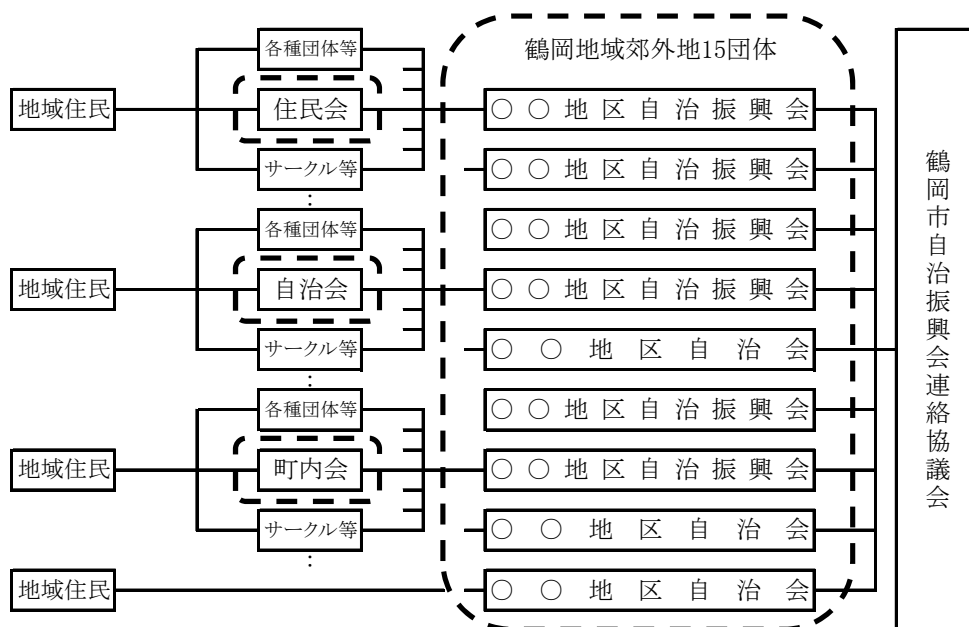 各種団体等
鶴岡地域郊外地15団体
地域住民
住民会
○○地区自治振興会
サークル等
○○地区自治振興会
:
各種団体等
○○地区自治振興会
地域住民
自治会
○○地区自治振興会
サークル等
○○地区自治会
:
各種団体等
○○地区自治振興会
地域住民
町内会
○○地区自治振興会
サークル等
○○地区自治会
:
地域住民
○○地区自治会
鶴岡市自治振興会連絡協議会